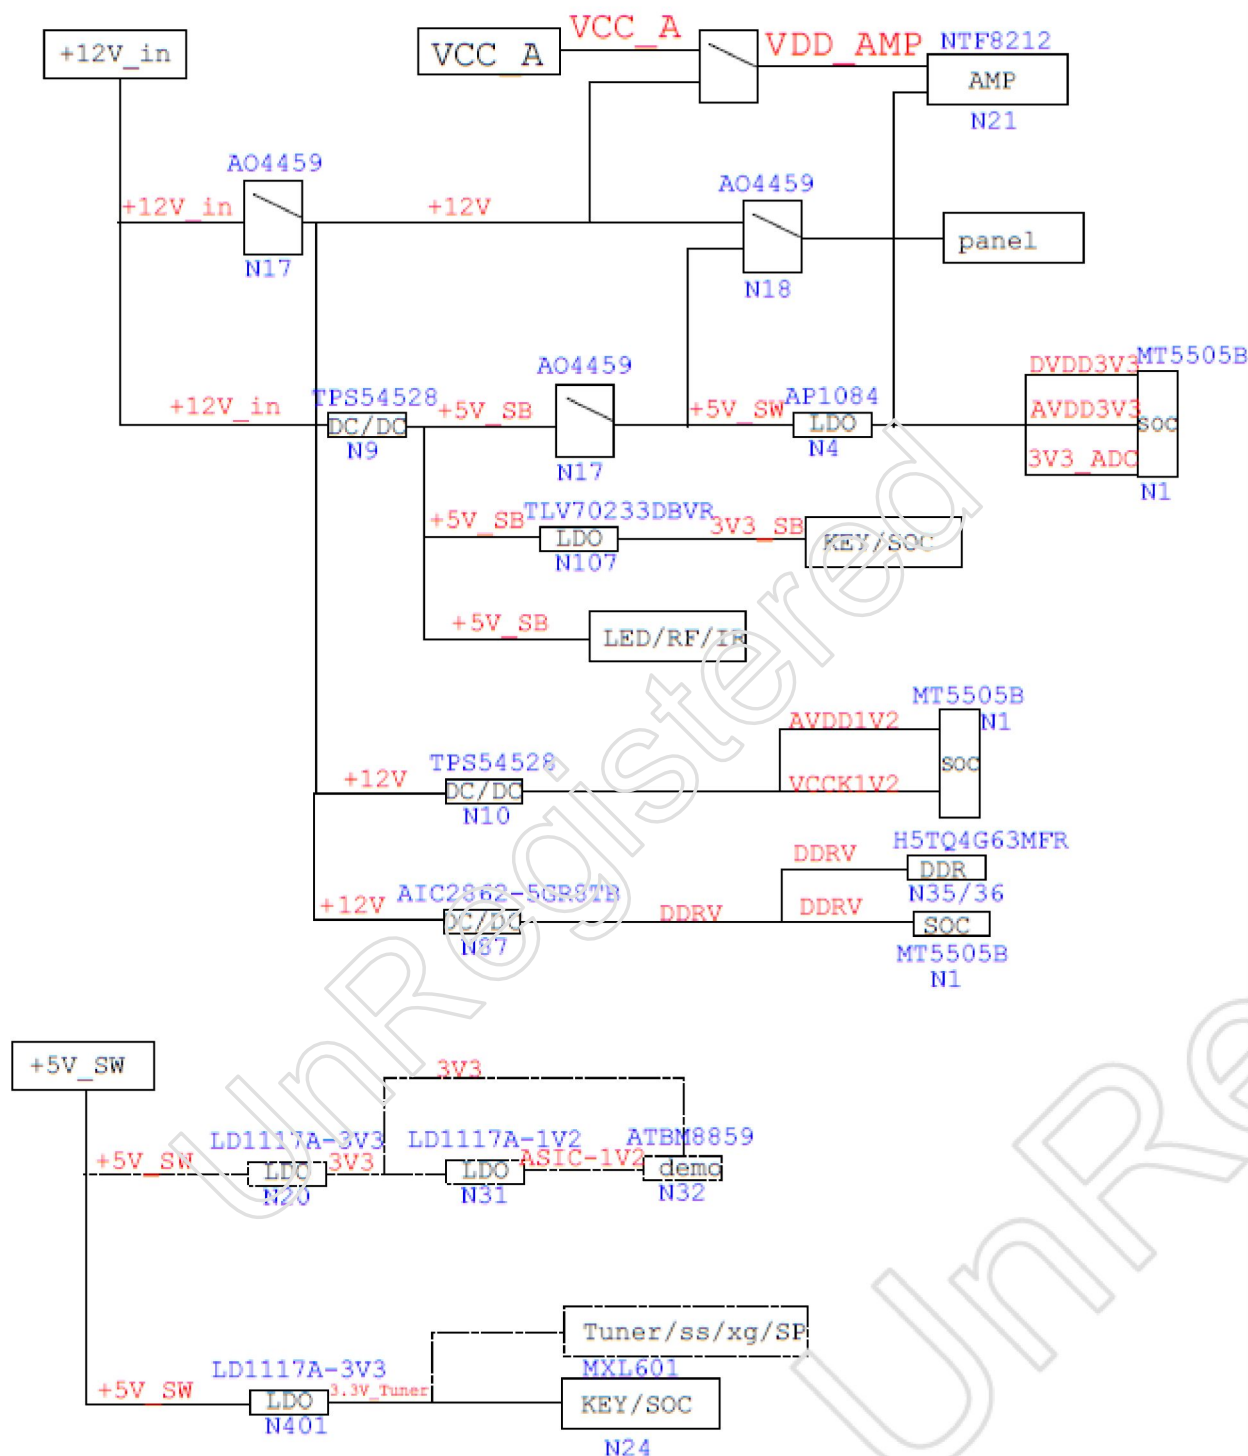 VCC_A
VDD_AMP
NTF8212
+12V_in
VCC_A
AMP
N21
AO4459
AO4459
+12V_in
+12V
panel
N17
N18
MT5505B
AO4459
DVDD3V3
TPS54528
AP1084
+12V_in
+5V_SB
+5V_SW
AVDD3V3
DC/DC
LDO
SOC
N9
N4
N17
3V3_ADC
N1
TLV70233DBVR
+5V_SB
3V3_SB
LDO
KEY/SOC
N107
+5V_SB
LED/RF/IR
MT5505B
AVDD1V2
N1
TPS54528
SOC
+12V
DC/DC
VCCK1V2
N10
H5TQ4G63MFR
DDRV
DDR
AIC2862-5GR8TB
N35/36
+12V
DDRV
DDRV
DC/DC
SOC
N87
MT5505B
N1
+5V_SW
3V3
LD1117A-3V3
LD1117A-1V2
ATBM8859
+5V_SW
3V3
ASIC-1V2
LDO
LDO
demo
N20
N31
N32
Tuner/ss/xg/SP
LD1117A-3V3
MXL601
+5V_SW
3.3V_Tuner
LDO
KEY/SOC
N401
N24
UnRegistered
UnRe